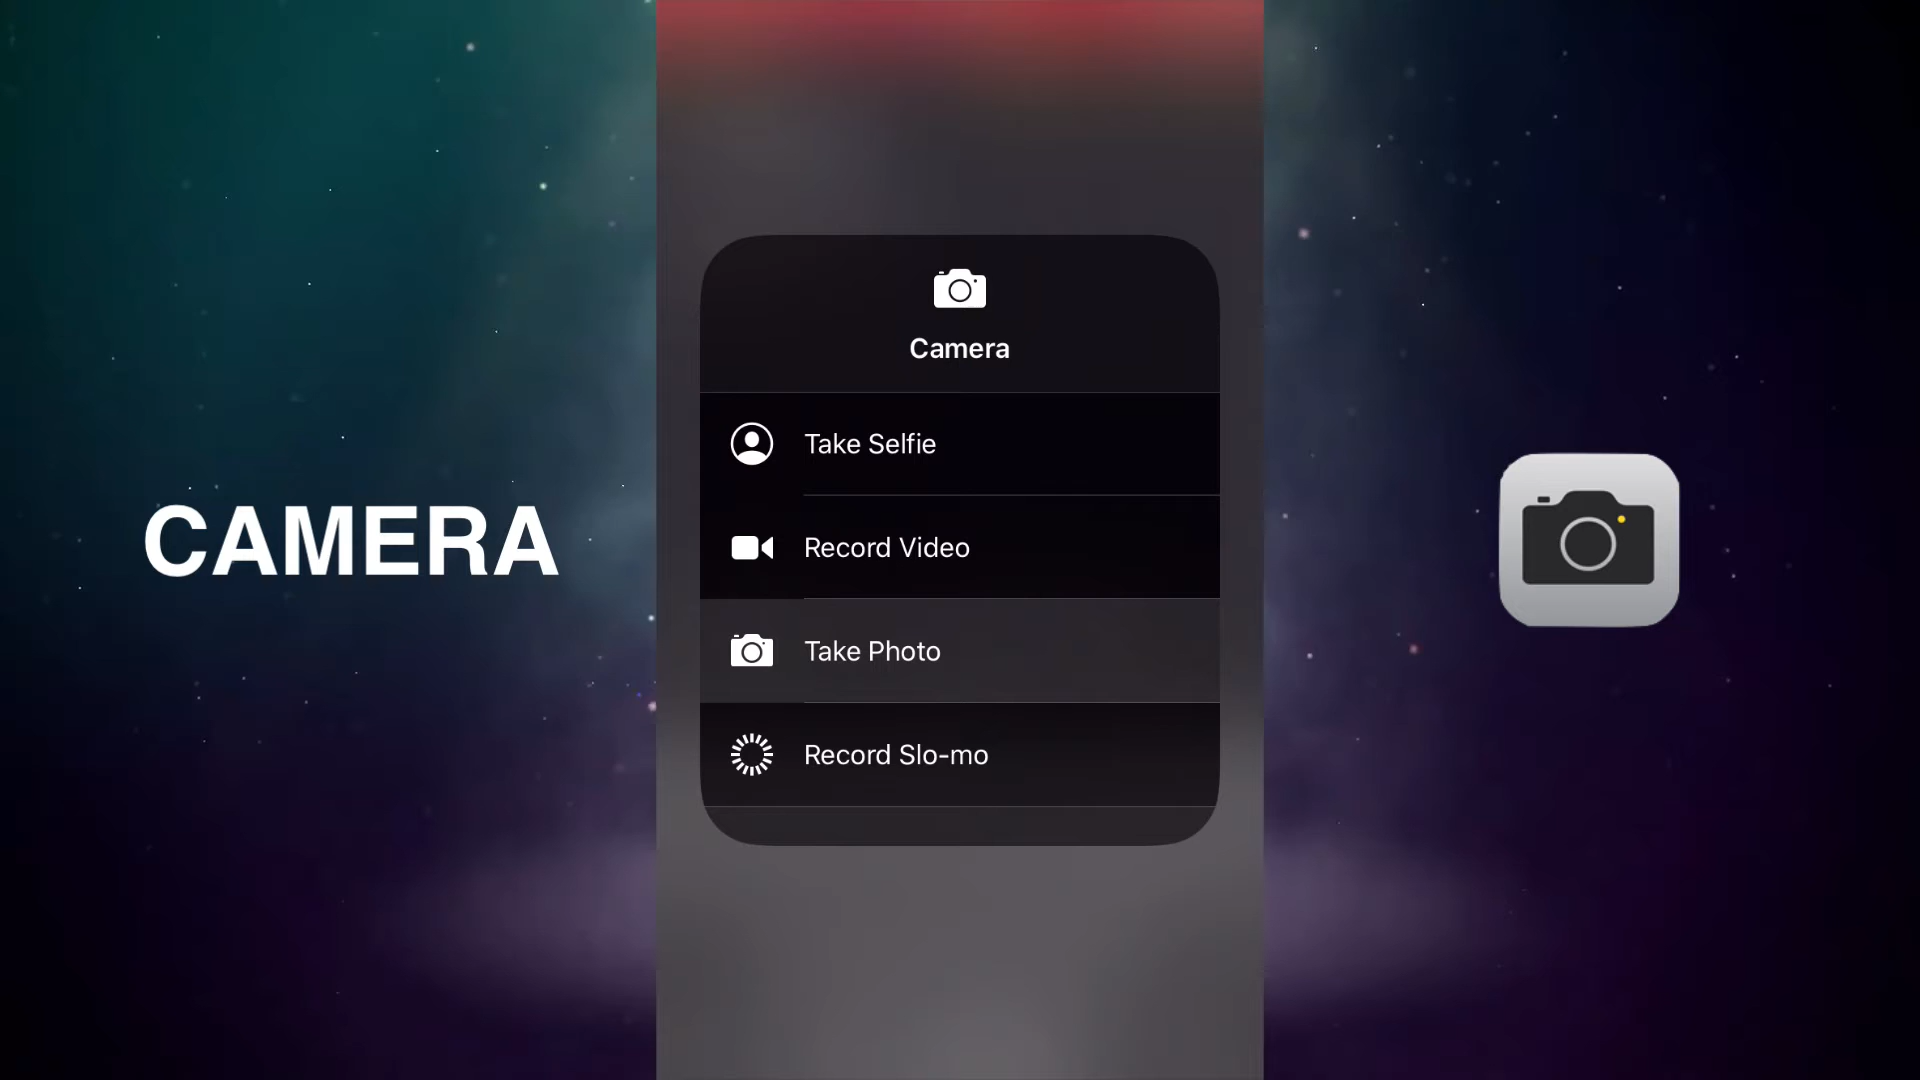 CAMERA
Camera
Take Selfie
Record Video
Take Photo
Record Slo-mo